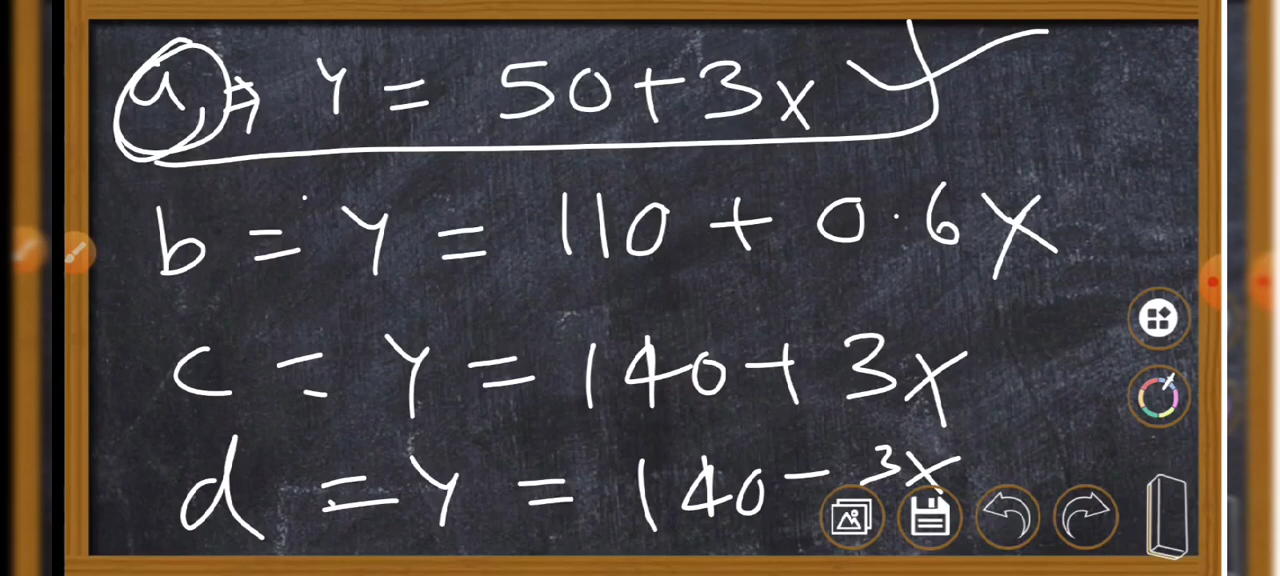 a, ⇒ Y = 50 + 3x ✓
b = Y = 110 + 0.6x
c = Y = 140 + 3x
d = Y = 140 - 3x